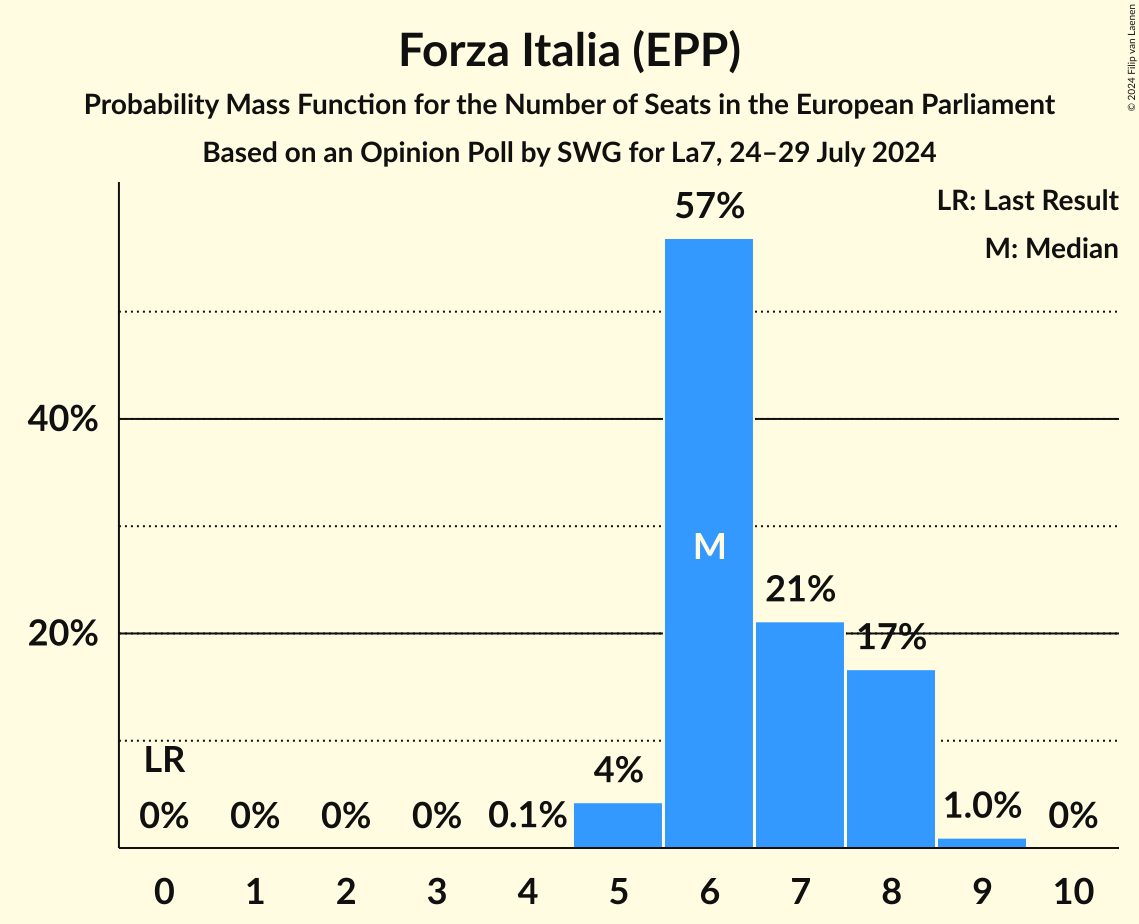 Forza Italia (EPP)
Probability Mass Function for the Number of Seats in the European Parliament
Based on an Opinion Poll by SWG for La7, 24–29 July 2024
© 2024 Filip van Laenen
LR: Last Result
M: Median
57%
40%
M
21%
20%
17%
LR
4%
0% 0% 0% 0% 0.1% 1.0% 0%
0 1 2 3 4 5 6 7 8 9 10